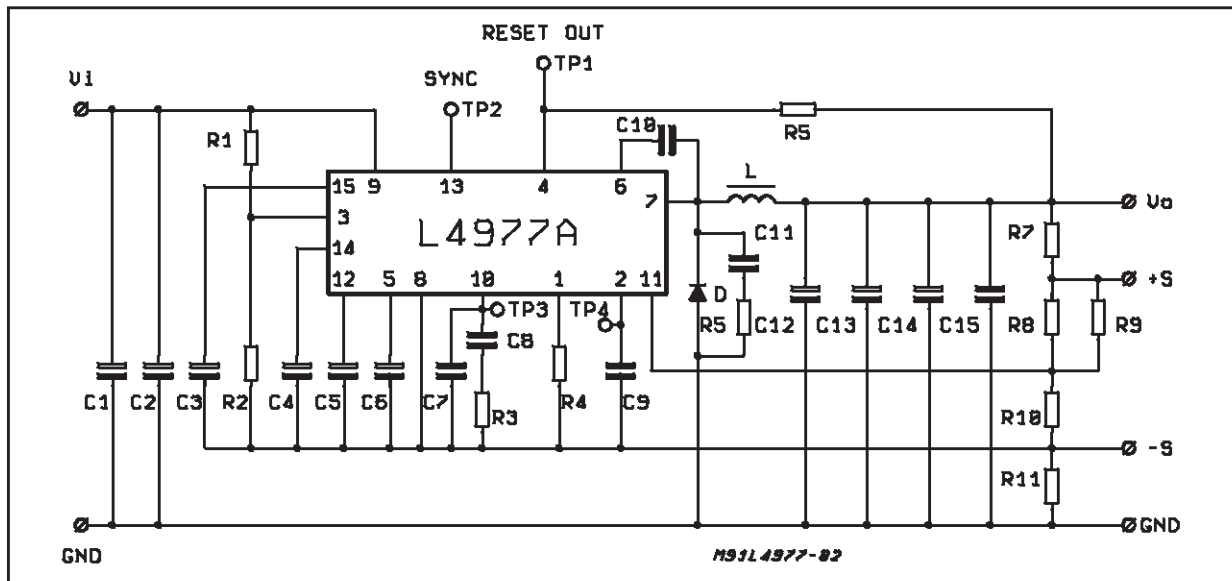 RESET OUT
TP1
Vi
SYNC
TP2
C10
R5
R1
L
15 9 13 4 6
7
Vo
3
L4977A
C11
R7
14
12 5 8 10 1 2 11
+S
TP3
TP4
D
R5
C12
C13
C14
C15
R8
R9
C8
C1
C2
C3
R2
C4
C5
C6
C7
R3
R4
C9
R10
-S
R11
GND
GND
M91L4977-02